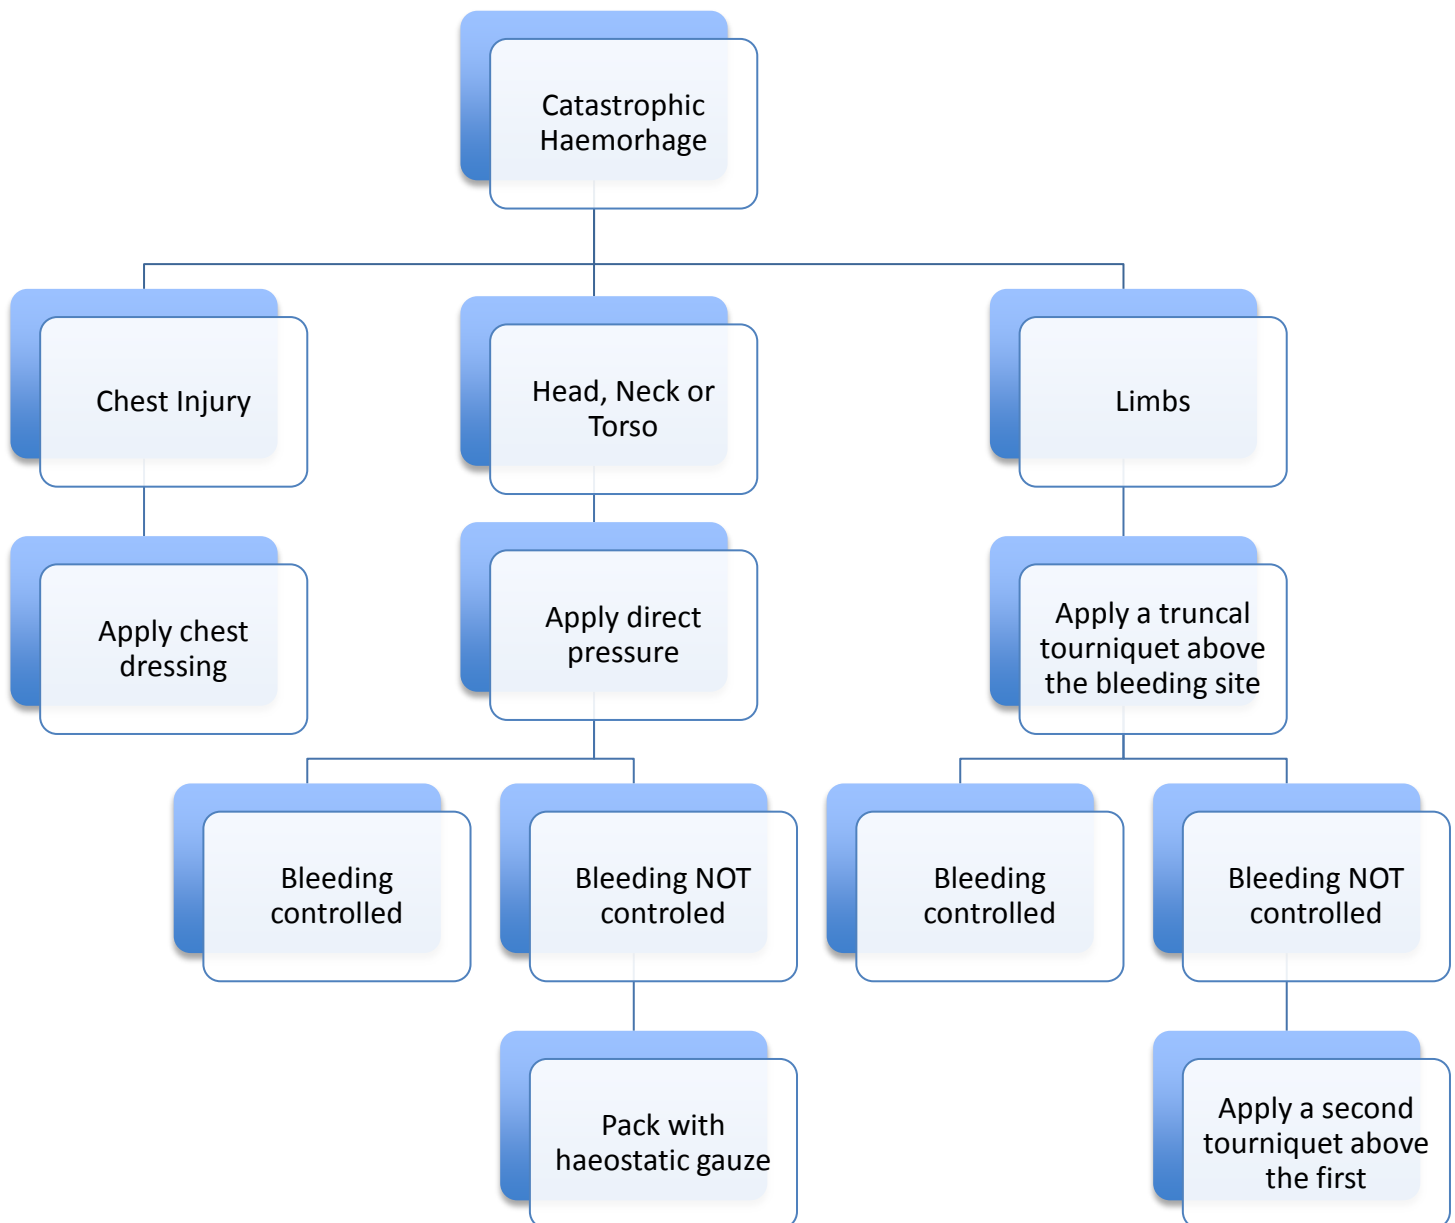 Catastrophic
Haemorhage
Chest Injury
Head, Neck or
Torso
Limbs
Apply chest
dressing
Apply direct
pressure
Apply a truncal
tourniquet above
the bleeding site
Bleeding
controlled
Bleeding NOT
controled
Bleeding
controlled
Bleeding NOT
controlled
Pack with
haeostatic gauze
Apply a second
tourniquet above
the first